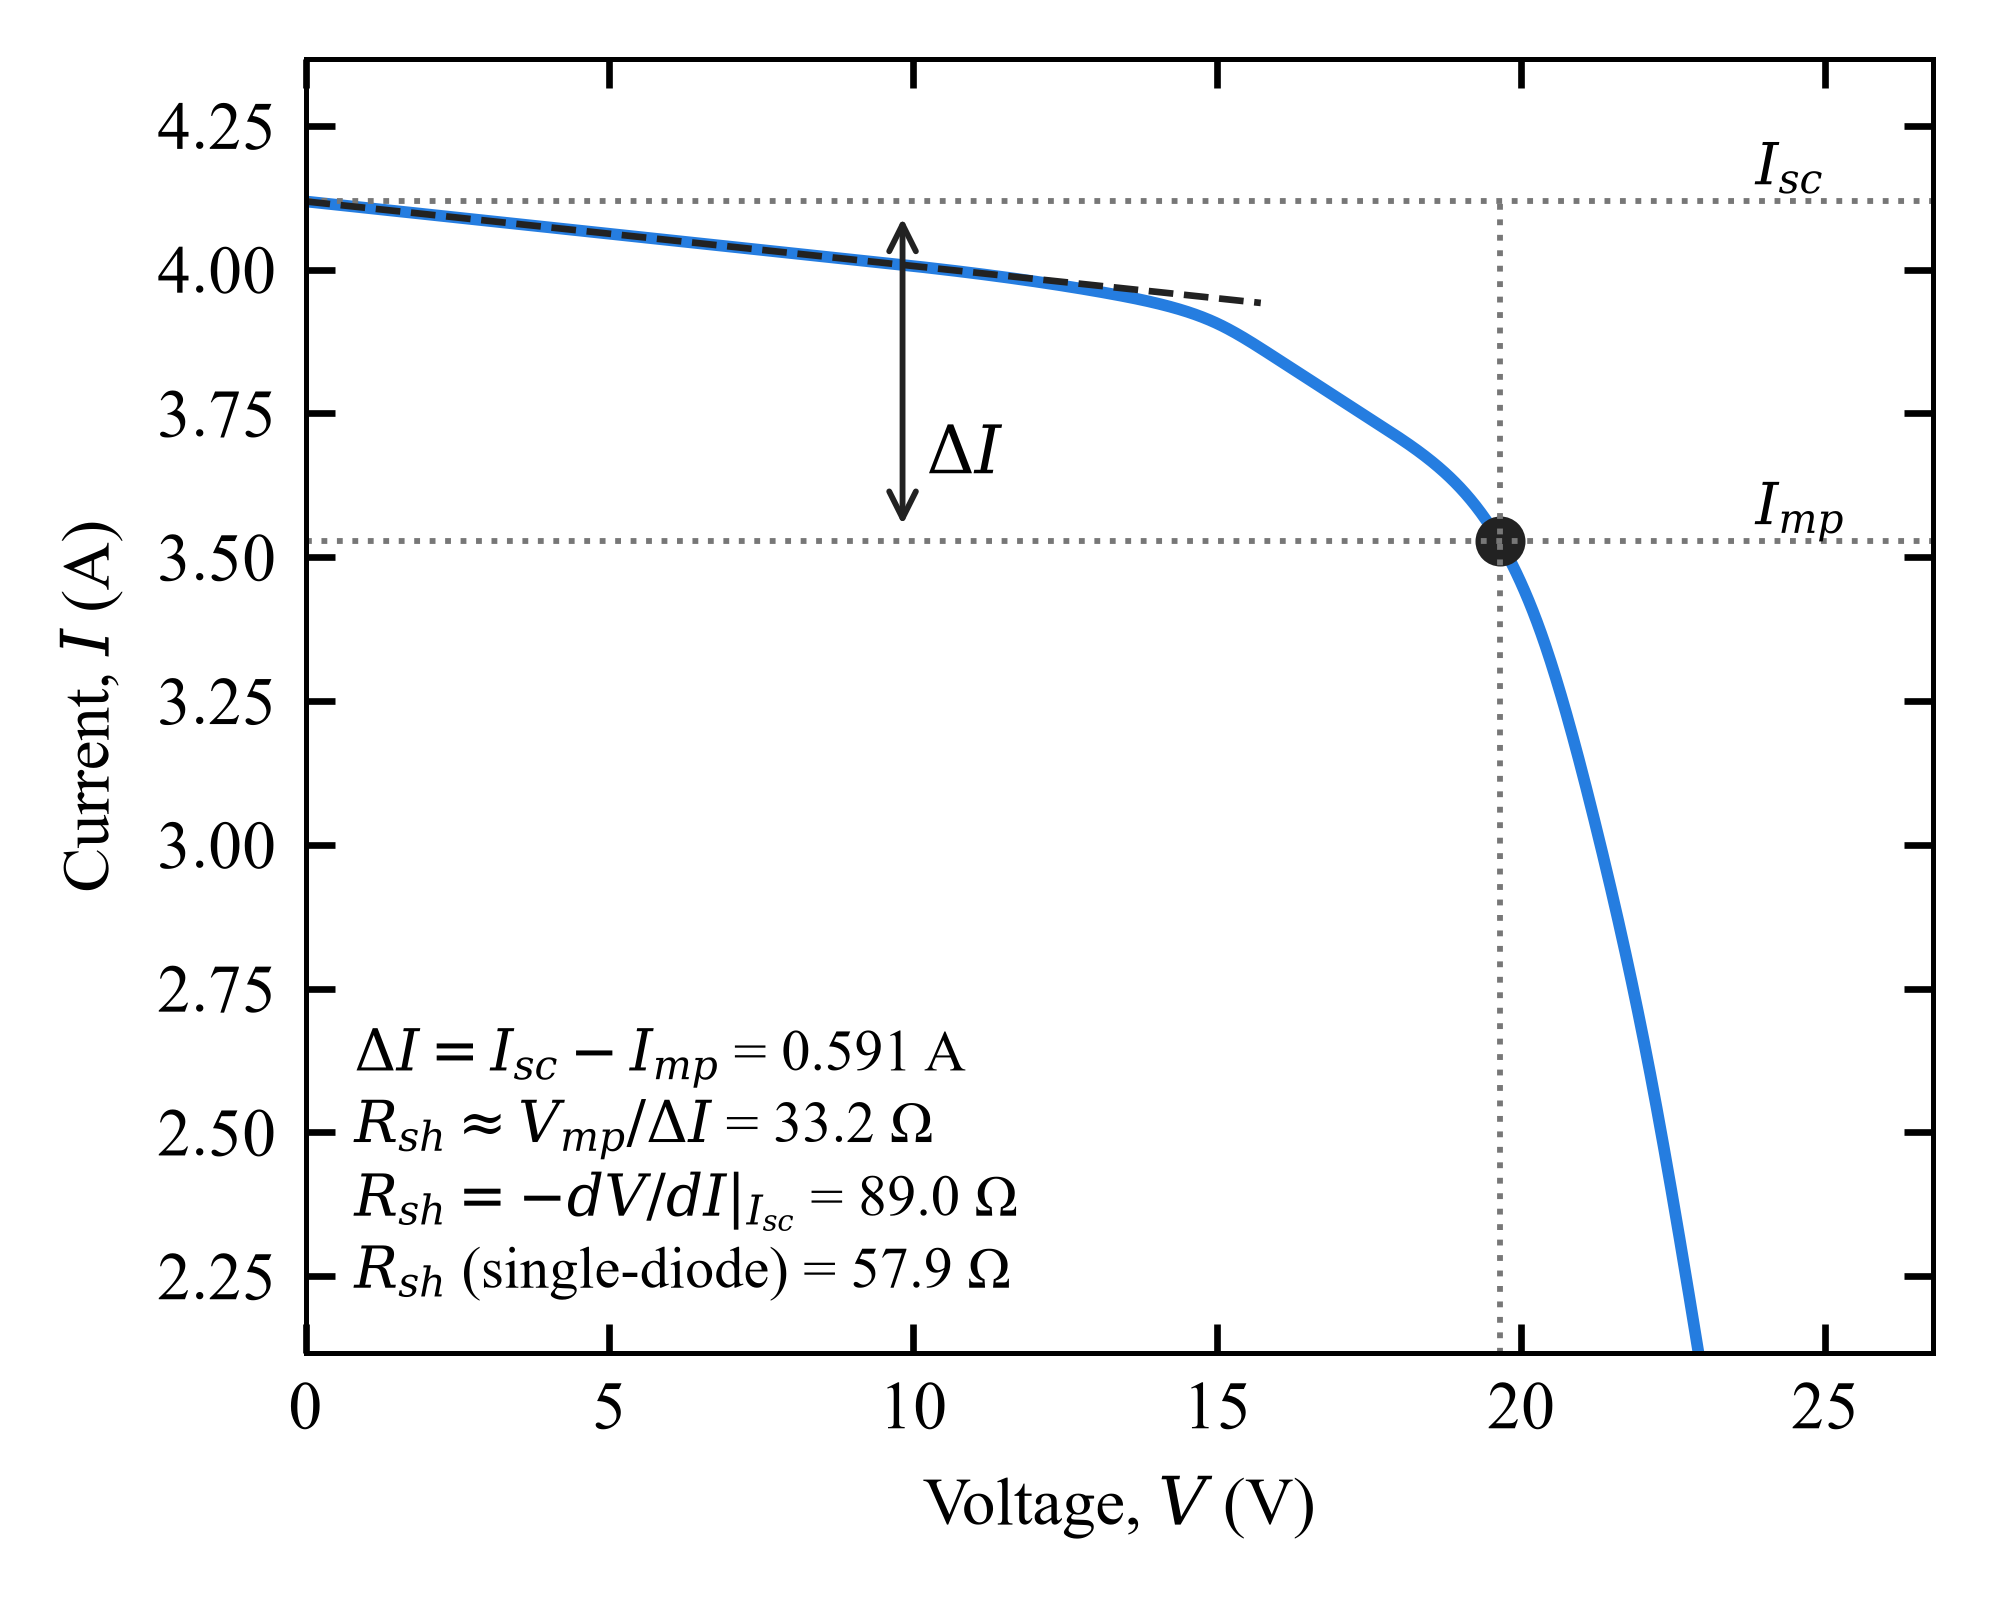 4.25
4.00
3.75
3.50
3.25
3.00
2.75
2.50
2.25
Current, I (A)
I_sc
ΔI
I_mp
ΔI = I_sc − I_mp = 0.591 A
R_sh ≈ V_mp/ΔI = 33.2 Ω
R_sh = −dV/dI|_{I_sc} = 89.0 Ω
R_sh (single-diode) = 57.9 Ω
0 5 10 15 20 25
Voltage, V (V)